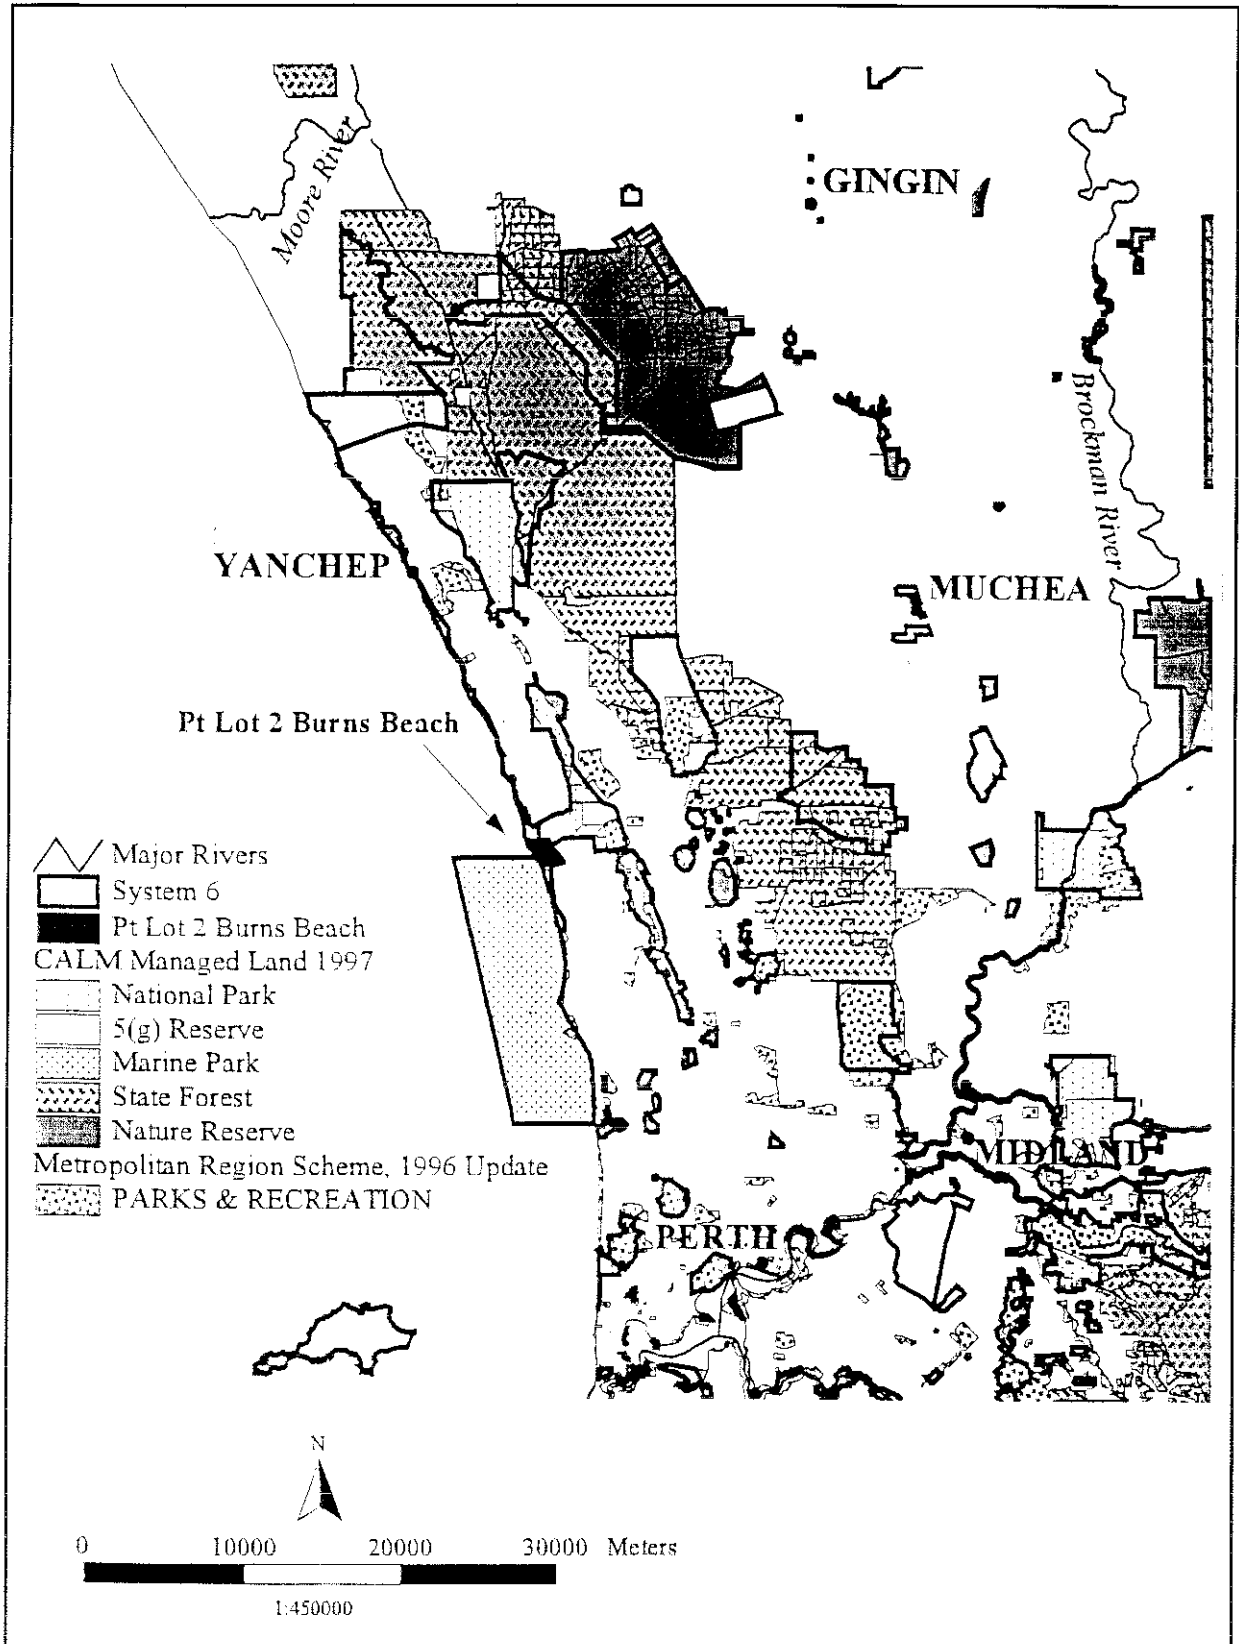 Moore River
GINGIN
Brockman River
YANCHEP
MUCHEA
Pt Lot 2 Burns Beach
Major Rivers
System 6
Pt Lot 2 Burns Beach
CALM Managed Land 1997
National Park
5(g) Reserve
Marine Park
State Forest
Nature Reserve
Metropolitan Region Scheme, 1996 Update
PARKS & RECREATION
MIDLAND
PERTH
N
0 10000 20000 30000 Meters
1:450000